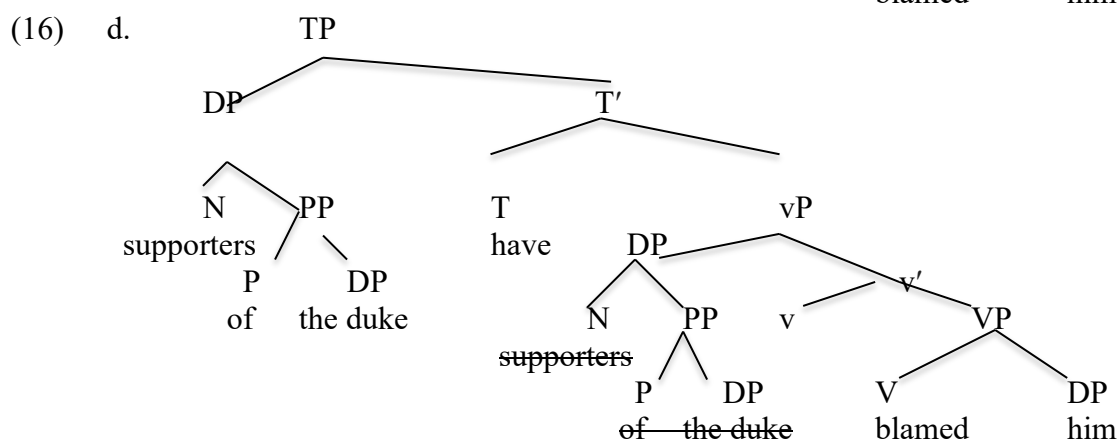 blamed him
(16) d. TP
DP T′
N PP T vP
supporters have DP
P DP v′
of the duke N PP v VP
supporters
P DP V DP
of the duke blamed him